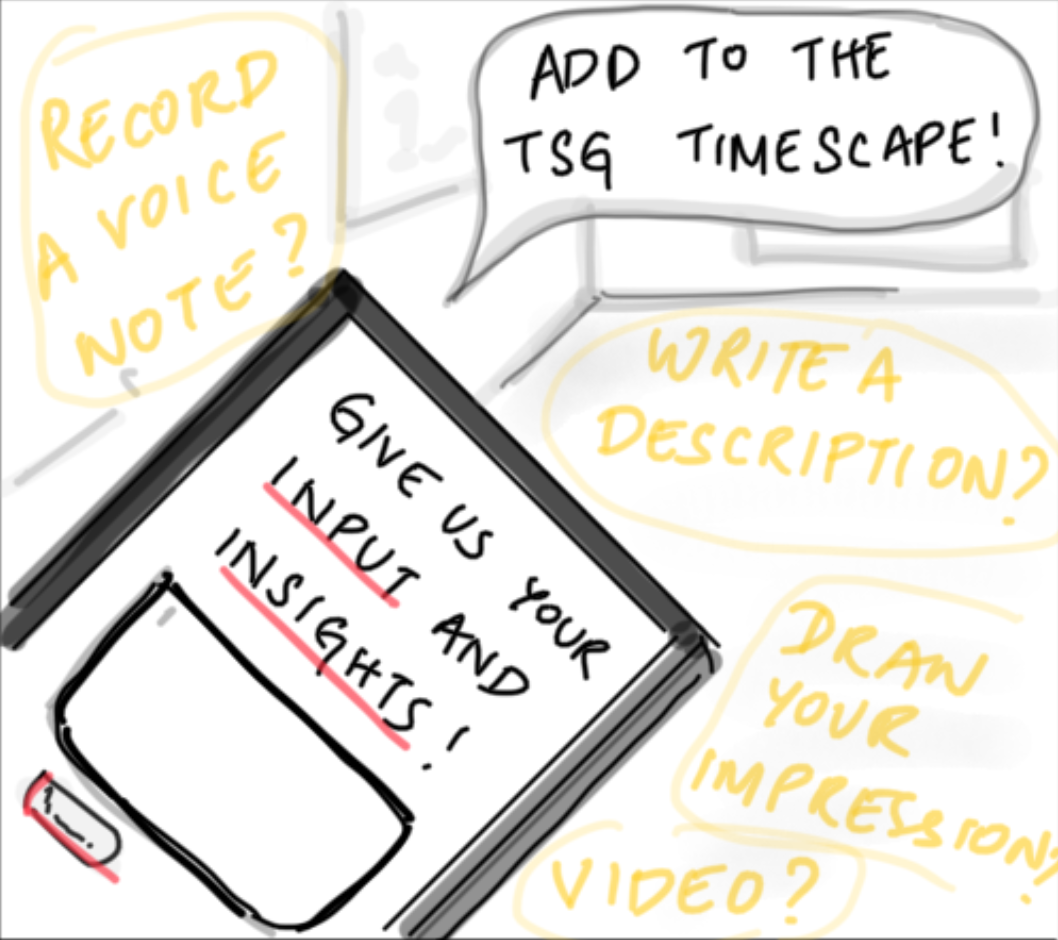 RECORD
A VOICE
NOTE?
ADD TO THE
TSG TIMESCAPE!
GIVE US YOUR
INPUT AND
INSIGHTS!
WRITE A
DESCRIPTION?
DRAW
YOUR
IMPRESSION?
VIDEO?